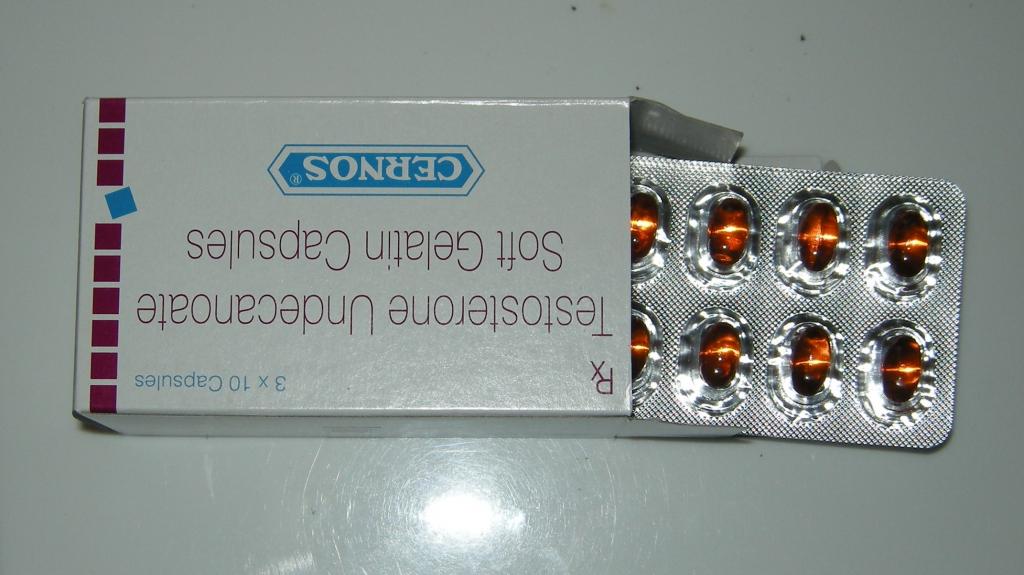 Rx
3 x 10 Capsules
Testosterone Undecanoate
Soft Gelatin Capsules
CERNOS®